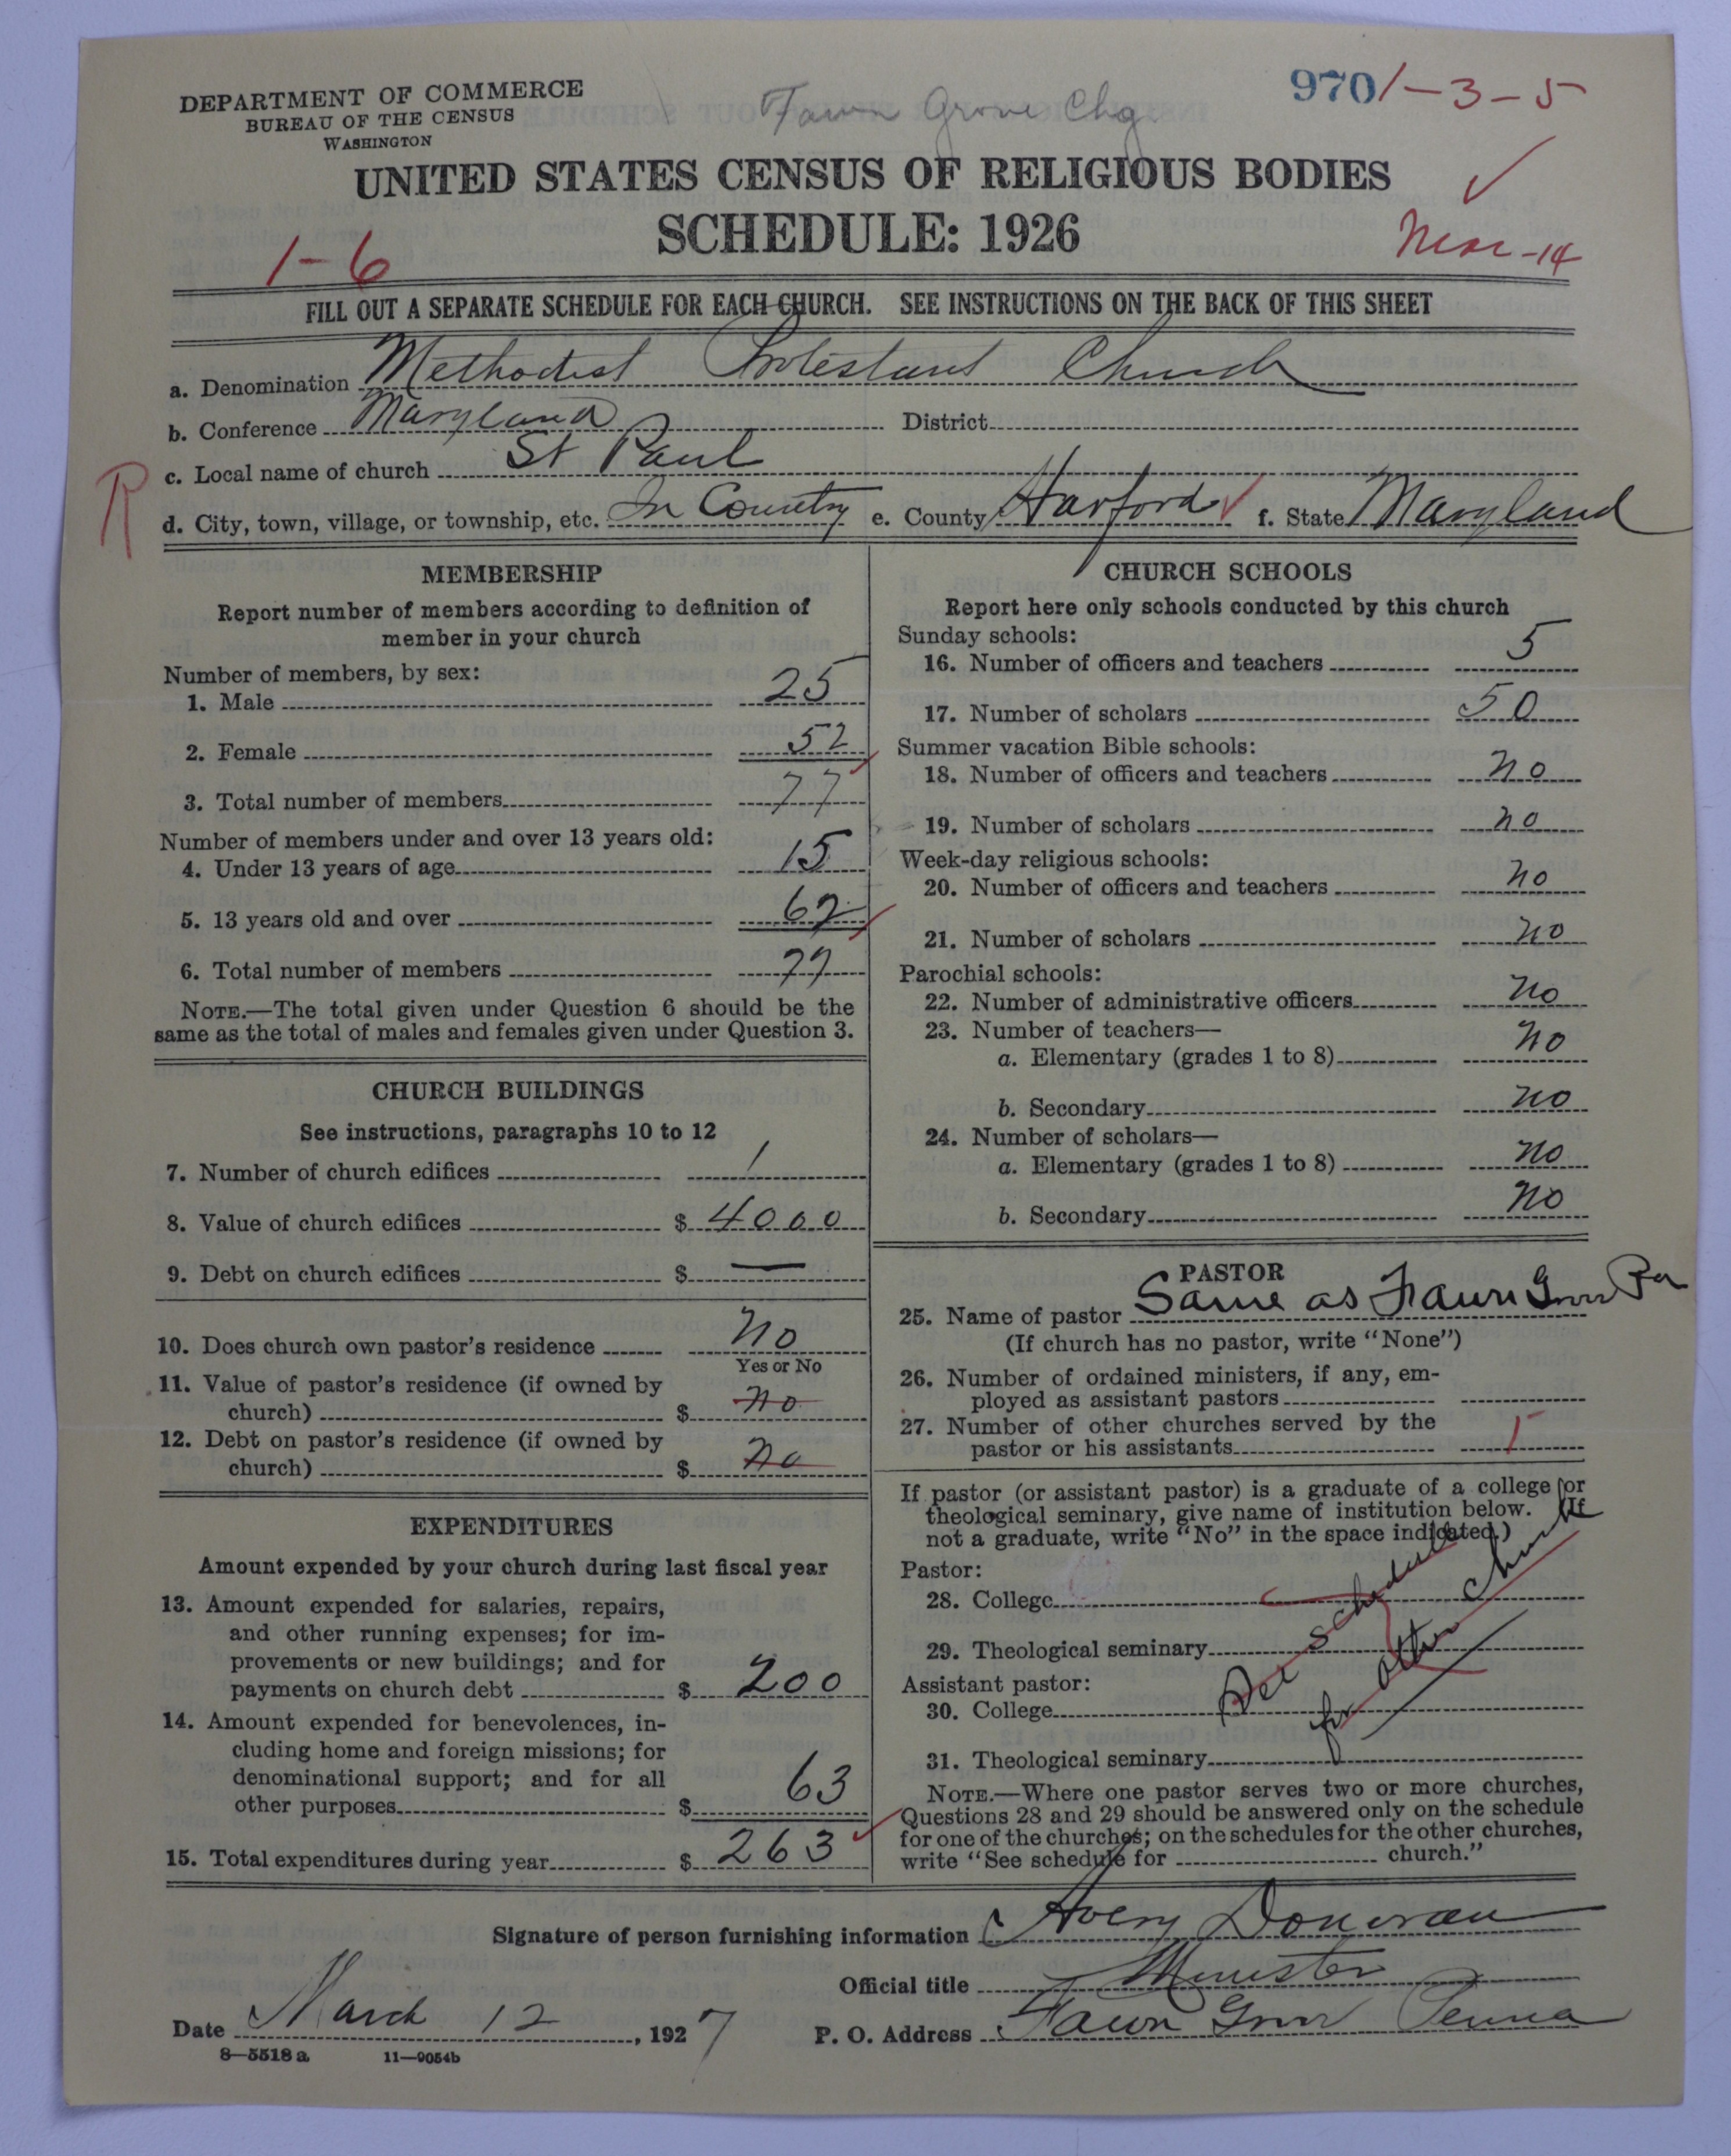 DEPARTMENT OF COMMERCE
BUREAU OF THE CENSUS
WASHINGTON
Fawn Grove Chg.
970 1-3-5
UNITED STATES CENSUS OF RELIGIOUS BODIES
SCHEDULE: 1926
1-6
Mar-14
FILL OUT A SEPARATE SCHEDULE FOR EACH CHURCH. SEE INSTRUCTIONS ON THE BACK OF THIS SHEET
a. Denomination Methodist Protestant Church
b. Conference Maryland District
R
c. Local name of church St Paul
d. City, town, village, or township, etc. In Country e. County Harford f. State Maryland
MEMBERSHIP
Report number of members according to definition of
member in your church
Number of members, by sex:
1. Male 25
2. Female 52
3. Total number of members 77
Number of members under and over 13 years old:
4. Under 13 years of age 15
5. 13 years old and over 62
6. Total number of members 77
NOTE.—The total given under Question 6 should be the
same as the total of males and females given under Question 3.
CHURCH BUILDINGS
See instructions, paragraphs 10 to 12
7. Number of church edifices 1
8. Value of church edifices $ 4000
9. Debt on church edifices $ —
10. Does church own pastor's residence no
Yes or No
11. Value of pastor's residence (if owned by
church) $ no
12. Debt on pastor's residence (if owned by
church) $ no
EXPENDITURES
Amount expended by your church during last fiscal year
13. Amount expended for salaries, repairs,
and other running expenses; for im-
provements or new buildings; and for
payments on church debt $ 200
14. Amount expended for benevolences, in-
cluding home and foreign missions; for
denominational support; and for all
other purposes $ 63
15. Total expenditures during year $ 263
CHURCH SCHOOLS
Report here only schools conducted by this church
Sunday schools:
16. Number of officers and teachers 5
17. Number of scholars 50
Summer vacation Bible schools:
18. Number of officers and teachers no
19. Number of scholars no
Week-day religious schools:
20. Number of officers and teachers no
21. Number of scholars no
Parochial schools:
22. Number of administrative officers no
23. Number of teachers—
a. Elementary (grades 1 to 8) no
b. Secondary no
24. Number of scholars—
a. Elementary (grades 1 to 8) no
b. Secondary no
PASTOR
25. Name of pastor Same as Fawn Grove Pa
(If church has no pastor, write "None")
26. Number of ordained ministers, if any, em-
ployed as assistant pastors
27. Number of other churches served by the
pastor or his assistants 1
If pastor (or assistant pastor) is a graduate of a college or
theological seminary, give name of institution below. (If
not a graduate, write "No" in the space indicated.)
Pastor:
28. College
29. Theological seminary
Assistant pastor:
30. College
31. Theological seminary
See schedule
for other church
NOTE.—Where one pastor serves two or more churches,
Questions 28 and 29 should be answered only on the schedule
for one of the churches; on the schedules for the other churches,
write "See schedule for church."
Signature of person furnishing information Avery Donovan
Official title Minister
Date March 12, 1927 P. O. Address Fawn Grove Penna
8—5518 a 11—9054b